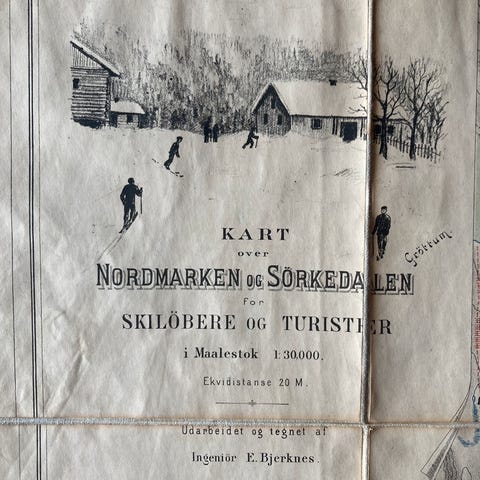 Gröttum.
KART
over
NORDMARKEN OG SÖRKEDALEN
for
SKILÖBERE OG TURISTER
i Maalestok 1:30.000.
Ekvidistanse 20 M.
Udarbeidet og tegnet af
Ingeniör E. Bjerknes.